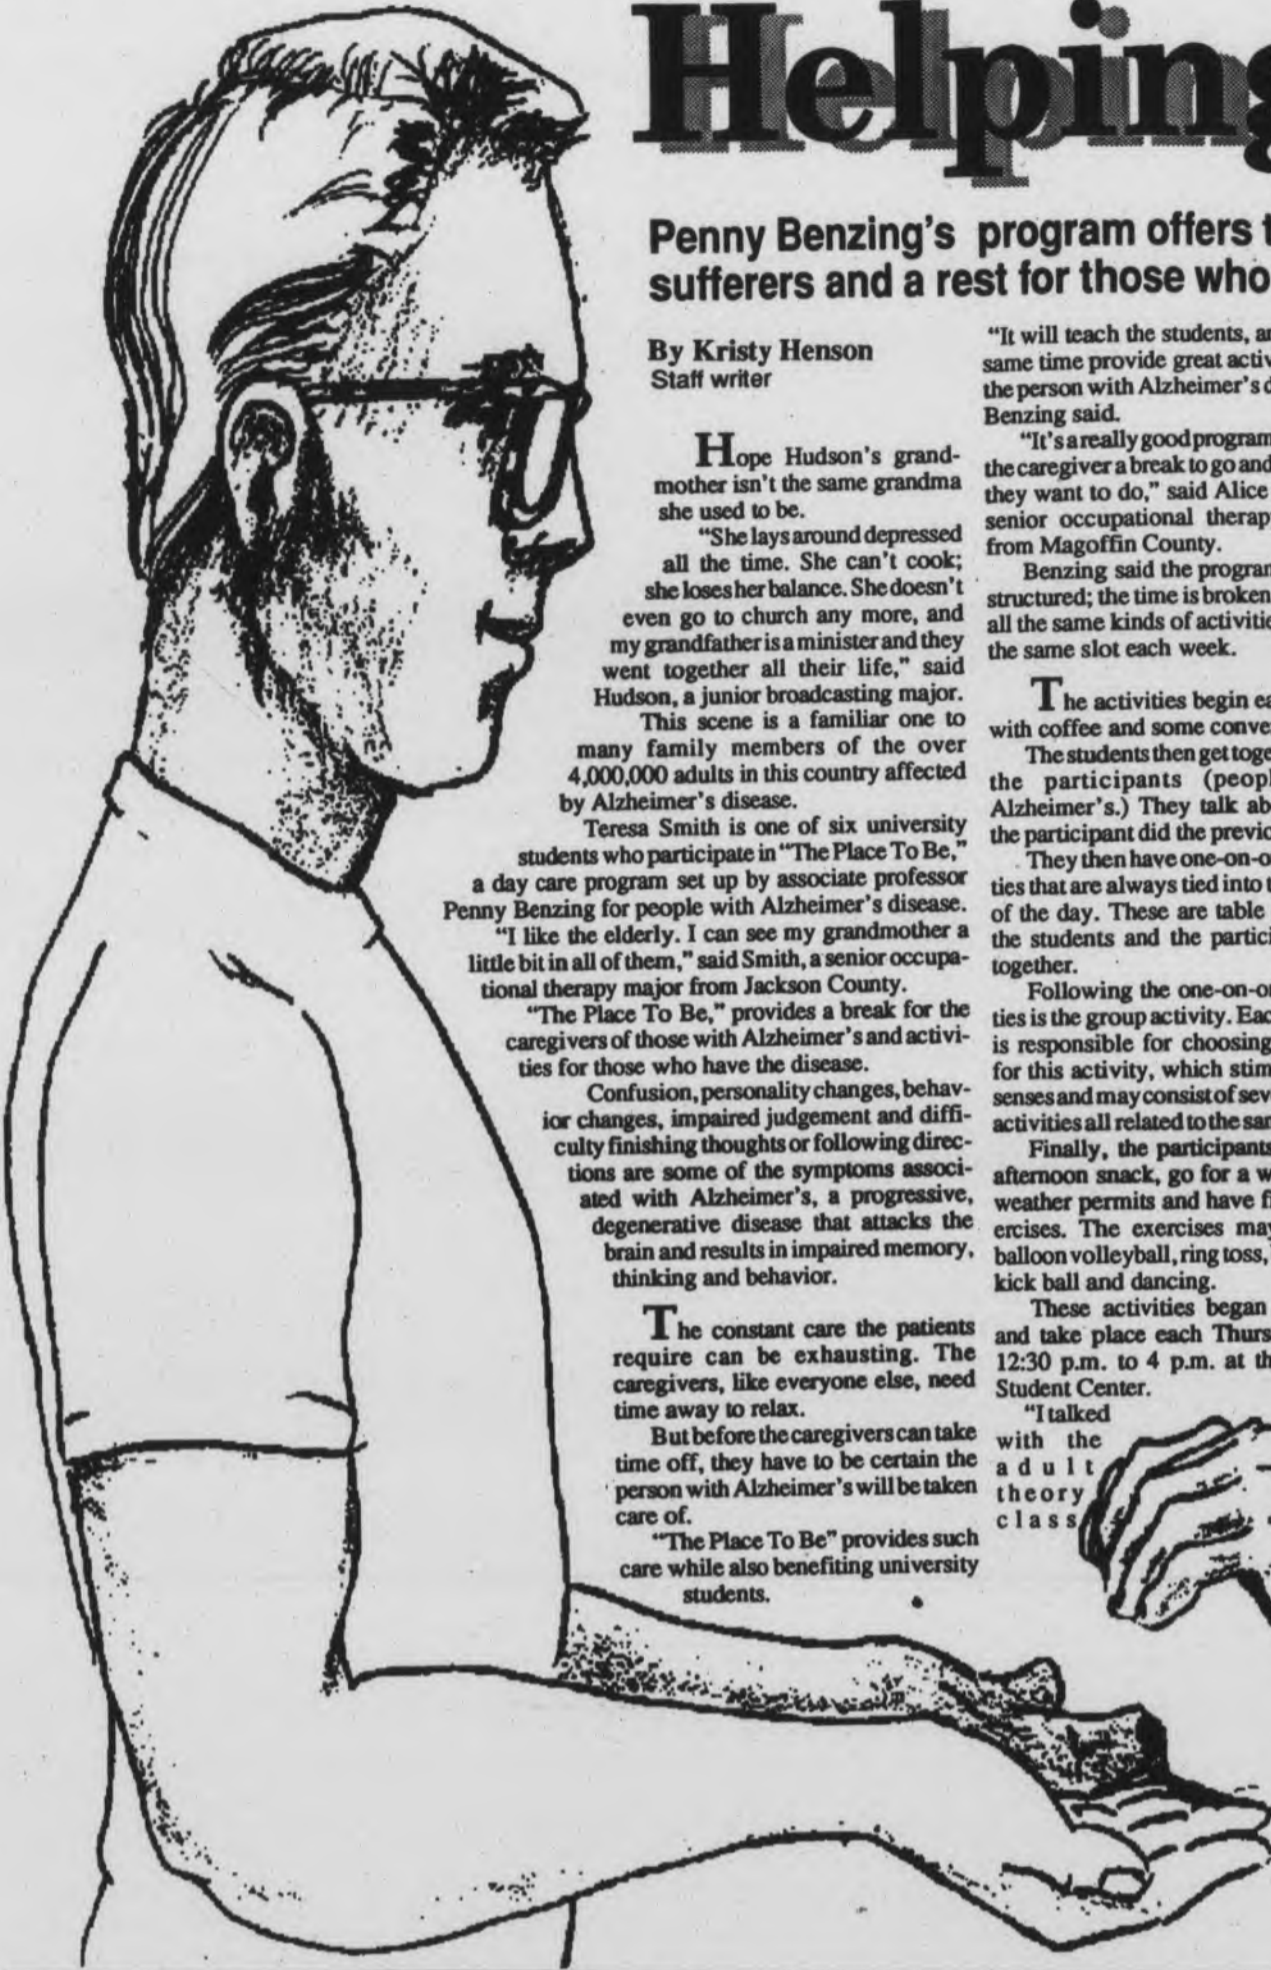 Helping
Penny Benzing's program offers t
sufferers and a rest for those who
By Kristy Henson
Staff writer
Hope Hudson's grand-
mother isn't the same grandma
she used to be.
"She lays around depressed
all the time. She can't cook;
she loses her balance. She doesn't
even go to church any more, and
my grandfather is a minister and they
went together all their life," said
Hudson, a junior broadcasting major.
This scene is a familiar one to
many family members of the over
4,000,000 adults in this country affected
by Alzheimer's disease.
Teresa Smith is one of six university
students who participate in "The Place To Be,"
a day care program set up by associate professor
Penny Benzing for people with Alzheimer's disease.
"I like the elderly. I can see my grandmother a
little bit in all of them," said Smith, a senior occupa-
tional therapy major from Jackson County.
"The Place To Be," provides a break for the
caregivers of those with Alzheimer's and activi-
ties for those who have the disease.
Confusion, personality changes, behav-
ior changes, impaired judgement and diffi-
culty finishing thoughts or following direc-
tions are some of the symptoms associ-
ated with Alzheimer's, a progressive,
degenerative disease that attacks the
brain and results in impaired memory,
thinking and behavior.
The constant care the patients
require can be exhausting. The
caregivers, like everyone else, need
time away to relax.
But before the caregivers can take
time off, they have to be certain the
person with Alzheimer's will be taken
care of.
"The Place To Be" provides such
care while also benefiting university
students.
"It will teach the students, an
same time provide great activ
the person with Alzheimer's d
Benzing said.
"It's a really good program
the caregiver a break to go and
they want to do," said Alice
senior occupational therap
from Magoffin County.
Benzing said the program
structured; the time is broken
all the same kinds of activitie
the same slot each week.
The activities begin ea
with coffee and some conve
The students then get toge
the participants (peopl
Alzheimer's.) They talk ab
the participant did the previo
They then have one-on-o
ties that are always tied into t
of the day. These are table
the students and the partici
together.
Following the one-on-on
ties is the group activity. Eac
is responsible for choosing
for this activity, which stim
senses and may consist of sev
activities all related to the sam
Finally, the participants
afternoon snack, go for a w
weather permits and have fi
ercises. The exercises may
balloon volleyball, ring toss,
kick ball and dancing.
These activities began
and take place each Thurs
12:30 p.m. to 4 p.m. at th
Student Center.
"I talked
with the
adult
theory
class